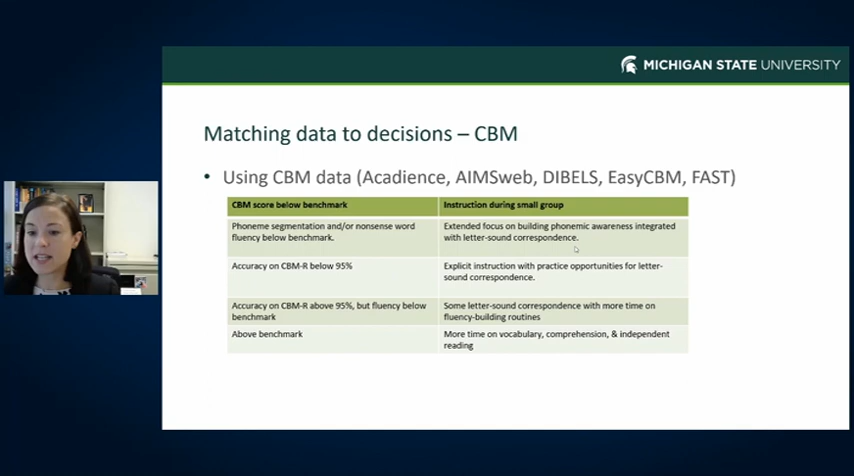 MICHIGAN STATE UNIVERSITY
Matching data to decisions – CBM
• Using CBM data (Acadience, AIMSweb, DIBELS, EasyCBM, FAST)
CBM score below benchmark
Instruction during small group
Phoneme segmentation and/or nonsense word
fluency below benchmark.
Extended focus on building phonemic awareness integrated
with letter-sound correspondence.
Accuracy on CBM-R below 95%
Explicit instruction with practice opportunities for letter-
sound correspondence.
Accuracy on CBM-R above 95%, but fluency below
benchmark
Some letter-sound correspondence with more time on
fluency-building routines
Above benchmark
More time on vocabulary, comprehension, & independent
reading